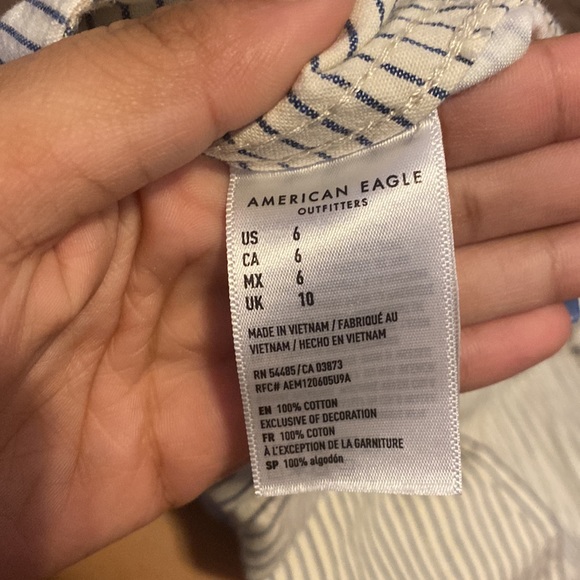 AMERICAN EAGLE
OUTFITTERS
US 6
CA 6
MX 6
UK 10
MADE IN VIETNAM / FABRIQUÉ AU
VIETNAM / HECHO EN VIETNAM
RN 54485/CA 03873
RFC# AEM120605U9A
EN 100% COTTON
EXCLUSIVE OF DECORATION
FR 100% COTON
À L'EXCEPTION DE LA GARNITURE
SP 100% algodón